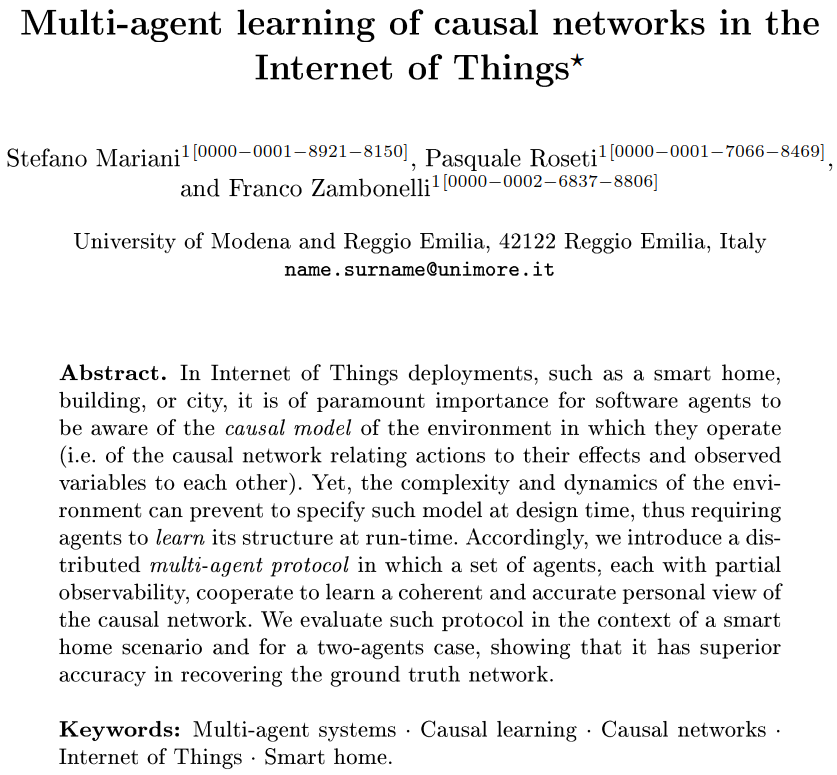 Multi-agent learning of causal networks in the
Internet of Things⋆
Stefano Mariani1[0000−0001−8921−8150], Pasquale Roseti1[0000−0001−7066−8469],
and Franco Zambonelli1[0000−0002−6837−8806]
University of Modena and Reggio Emilia, 42122 Reggio Emilia, Italy
name.surname@unimore.it
Abstract. In Internet of Things deployments, such as a smart home,
building, or city, it is of paramount importance for software agents to
be aware of the causal model of the environment in which they operate
(i.e. of the causal network relating actions to their effects and observed
variables to each other). Yet, the complexity and dynamics of the envi-
ronment can prevent to specify such model at design time, thus requiring
agents to learn its structure at run-time. Accordingly, we introduce a dis-
tributed multi-agent protocol in which a set of agents, each with partial
observability, cooperate to learn a coherent and accurate personal view of
the causal network. We evaluate such protocol in the context of a smart
home scenario and for a two-agents case, showing that it has superior
accuracy in recovering the ground truth network.
Keywords: Multi-agent systems · Causal learning · Causal networks ·
Internet of Things · Smart home.